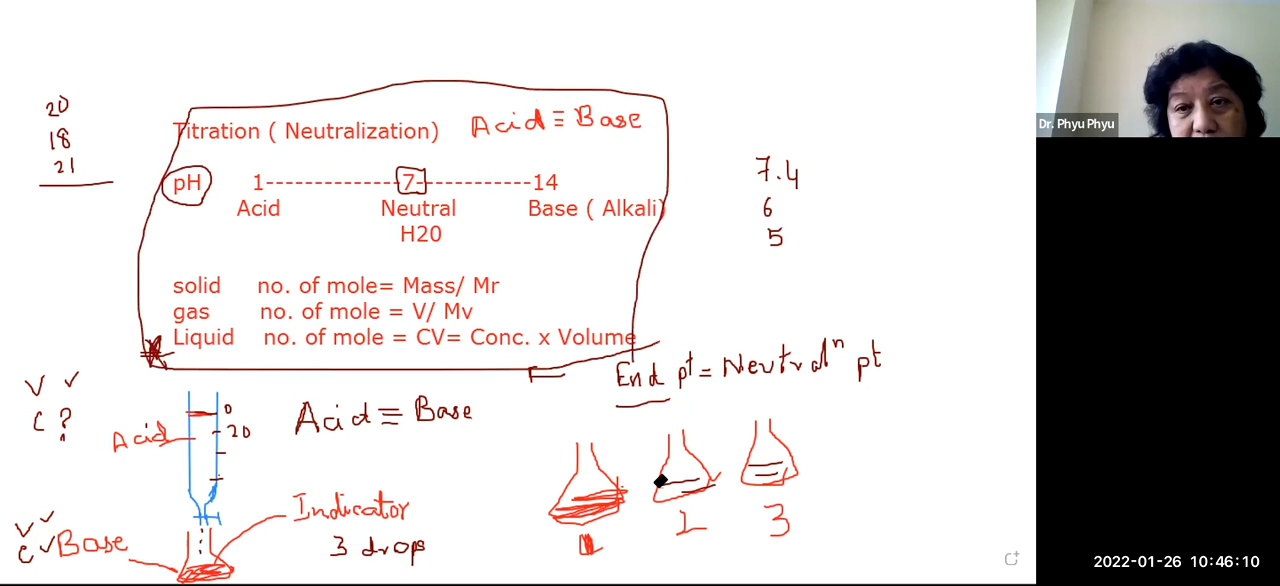 20
18
21
Titration ( Neutralization) Acid ≡ Base
pH 1--------------7-----------14
Acid Neutral Base ( Alkali)
H20
7.4
6
5
solid no. of mole= Mass/ Mr
gas no. of mole = V/ Mv
Liquid no. of mole = CV= Conc. x Volume
End pt = Neutralⁿ pt
V ✓
C ?
Acid ≡ Base
Acid
0
20
Indicator
3 drops
V ✓
C ✓
Base
1
2
3
Dr. Phyu Phyu
2022-01-26 10:46:10